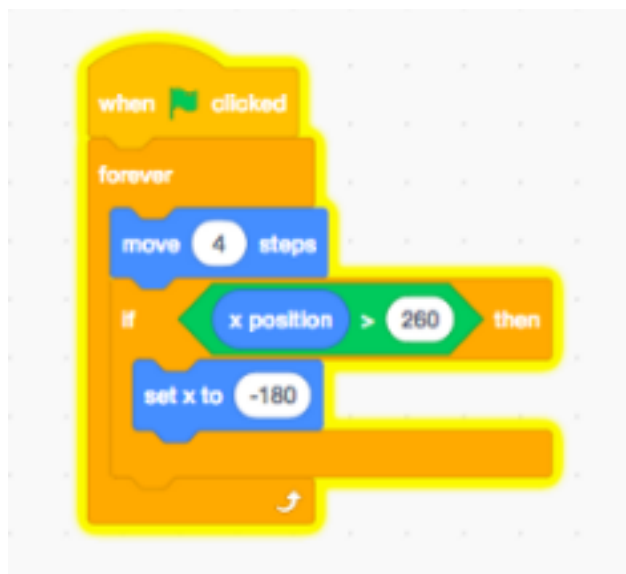 when clicked
forever
move 4 steps
if x position > 260 then
set x to -180